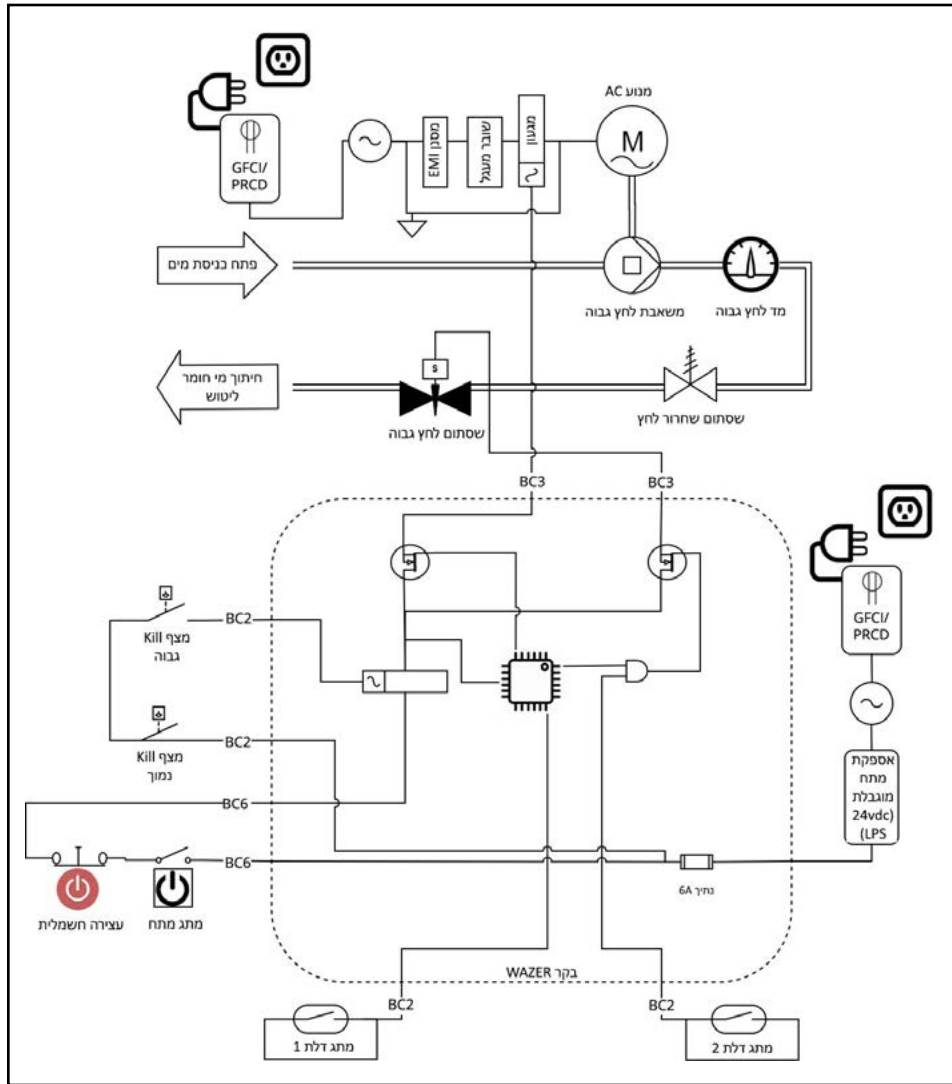 מנוע AC
M
GFCI/
PRCD
מסנן EMI
שובר מעגל
מגעון
פתח כניסת מים
משאבת לחץ גבוה
מד לחץ גבוה
חיתוך מי חומר
ליטוש
S
שסתום לחץ גבוה
שסתום שחרור לחץ
BC3
BC3
GFCI/
PRCD
מצף Kill
גבוה
BC2
מצף Kill
נמוך
BC2
אספקת
מתח
מוגבלת
24vdc)
(LPS
BC6
BC6
נתיך 6A
עצירה חשמלית
מתג מתח
בקר WAZER
BC2
BC2
מתג דלת 1
מתג דלת 2